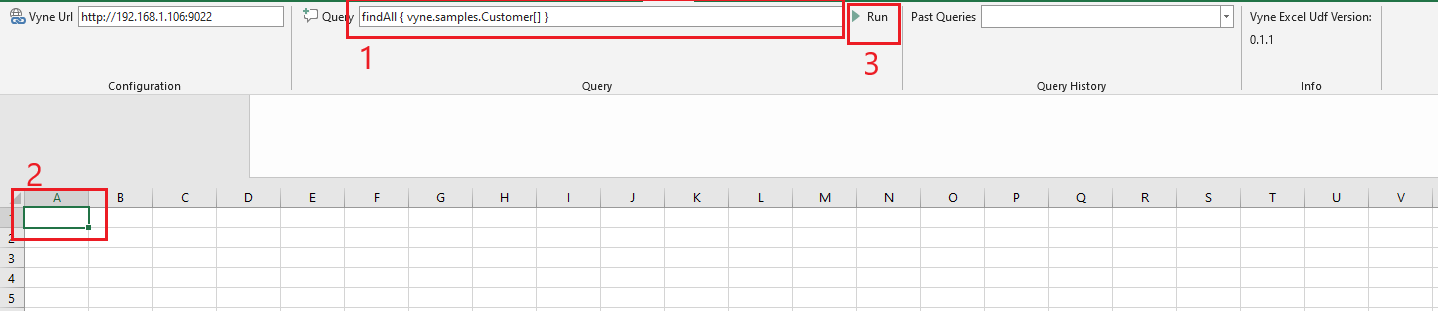 Vyne Url http://192.168.1.106:9022 Query findAll { vyne.samples.Customer[] } Run Past Queries Vyne Excel Udf Version:
0.1.1
1 3
Configuration Query Query History Info
2
A B C D E F G H I J K L M N O P Q R S T U V
1
2
3
4
5